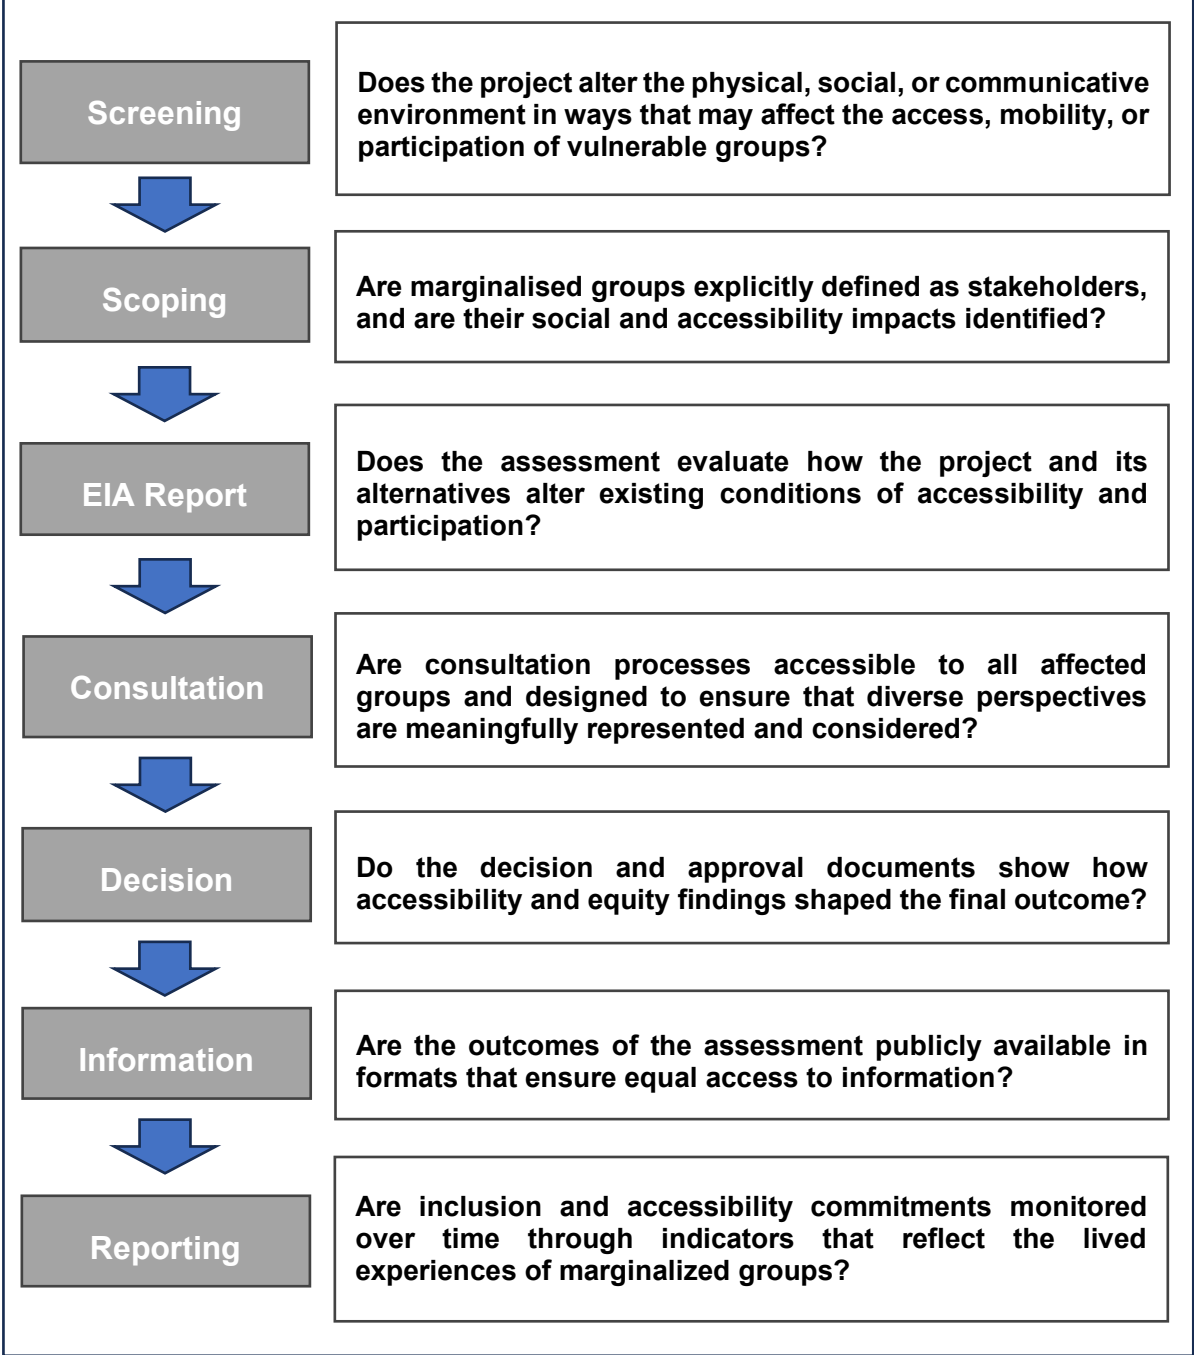 Screening
Does the project alter the physical, social, or communicative
environment in ways that may affect the access, mobility, or
participation of vulnerable groups?
Scoping
Are marginalised groups explicitly defined as stakeholders,
and are their social and accessibility impacts identified?
EIA Report
Does the assessment evaluate how the project and its
alternatives alter existing conditions of accessibility and
participation?
Consultation
Are consultation processes accessible to all affected
groups and designed to ensure that diverse perspectives
are meaningfully represented and considered?
Decision
Do the decision and approval documents show how
accessibility and equity findings shaped the final outcome?
Information
Are the outcomes of the assessment publicly available in
formats that ensure equal access to information?
Reporting
Are inclusion and accessibility commitments monitored
over time through indicators that reflect the lived
experiences of marginalized groups?